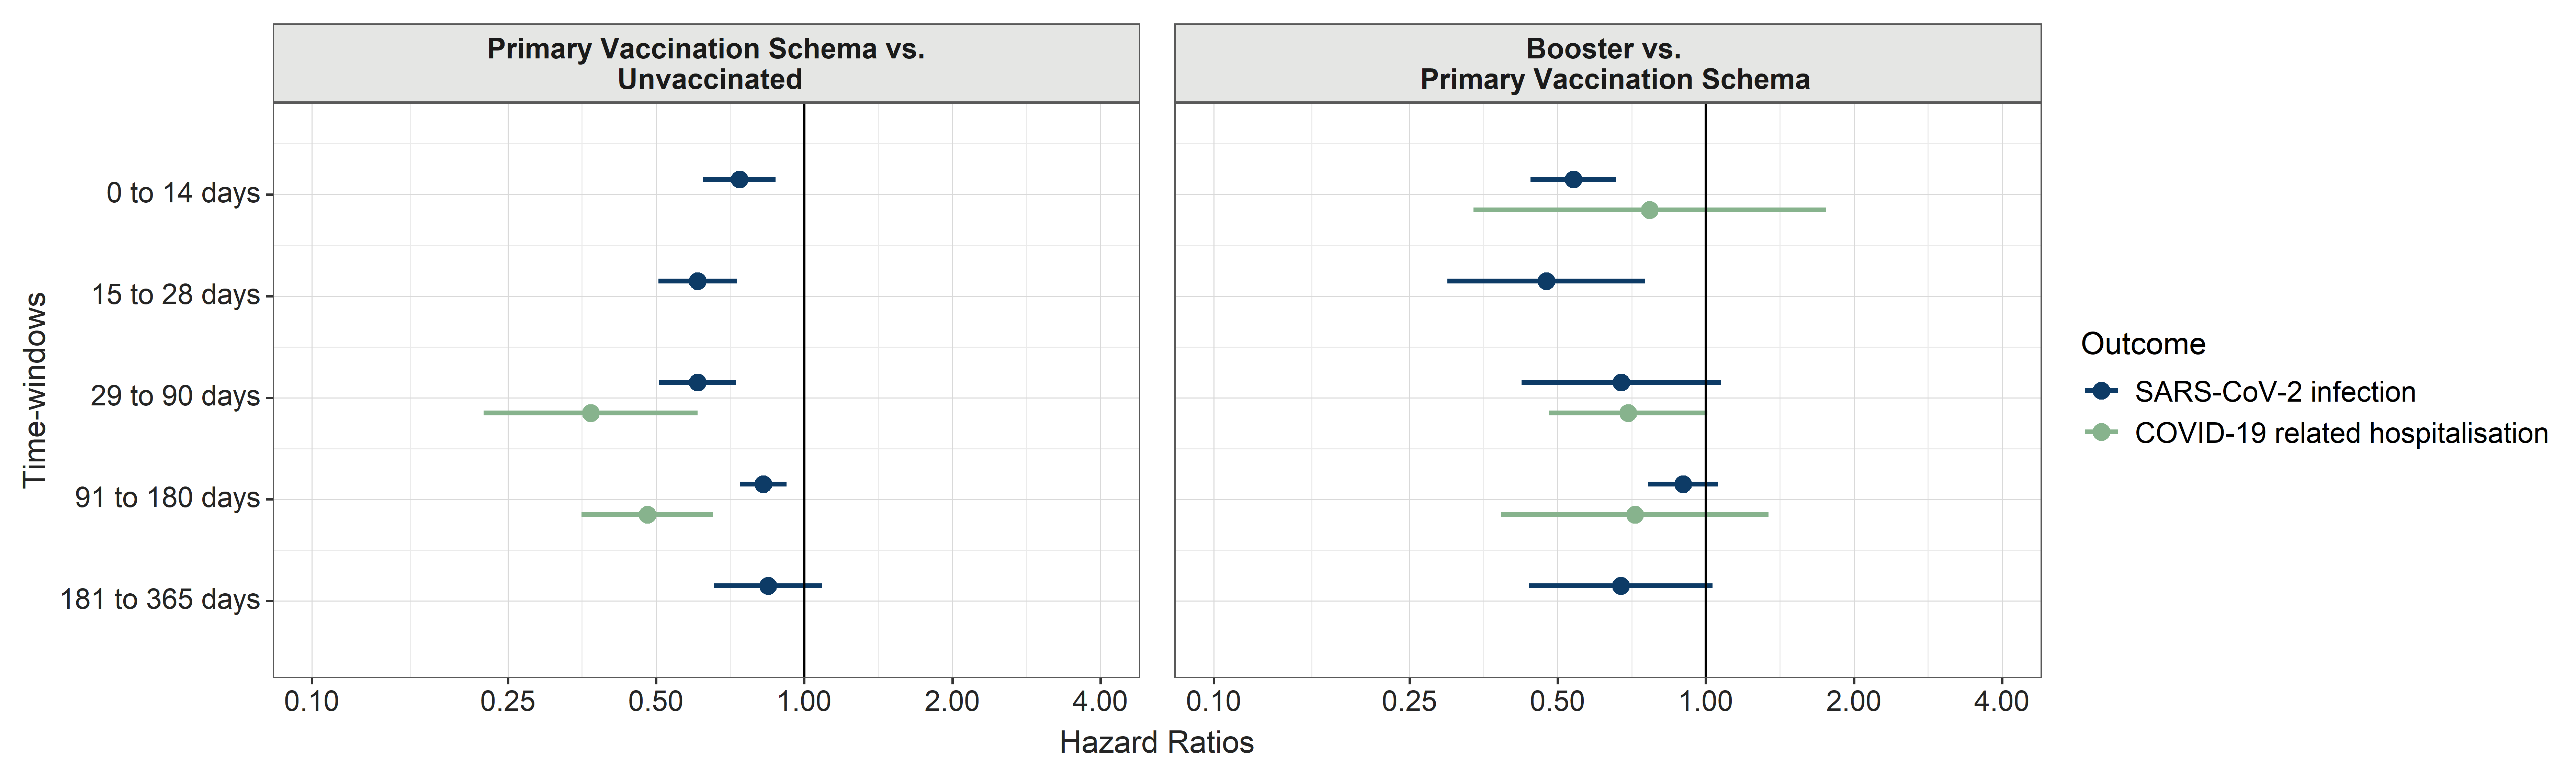 Primary Vaccination Schema vs.
Unvaccinated
Booster vs.
Primary Vaccination Schema
Time-windows
0 to 14 days
15 to 28 days
29 to 90 days
91 to 180 days
181 to 365 days
0.10 0.25 0.50 1.00 2.00 4.00
0.10 0.25 0.50 1.00 2.00 4.00
Hazard Ratios
Outcome
SARS-CoV-2 infection
COVID-19 related hospitalisation